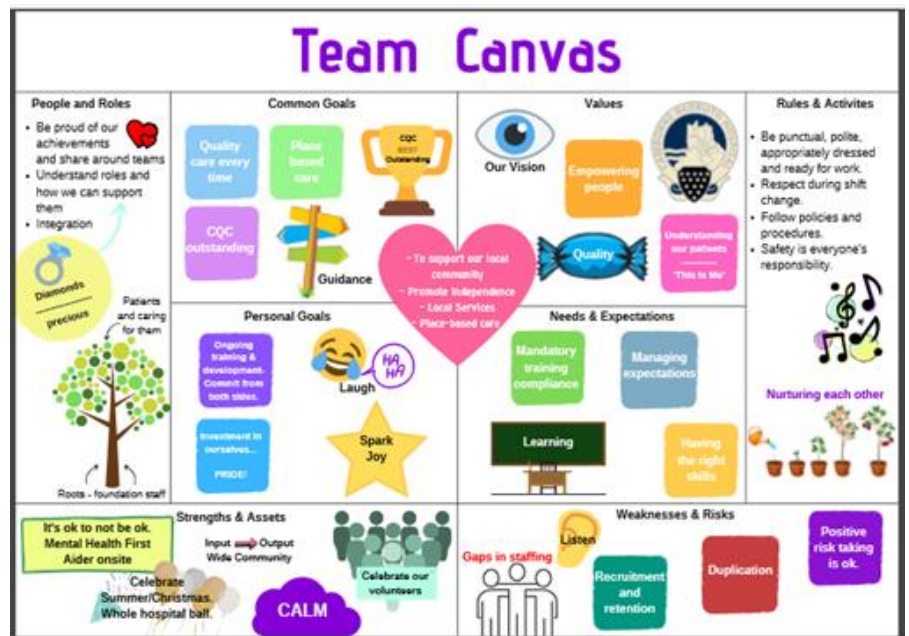 Team Canvas
People and Roles
• Be proud of our
achievements
and share around teams
• Understand roles and
how we can support
them
• Integration
Diamonds
precious
Patients
and caring
for them
Roots - foundation staff
Common Goals
Quality
care every
time
Place
based
care
CQC
BEST
Outstanding
CQC
outstanding
Guidance
- To support our local
community
- Promote Independence
- Local Services
- Place-based care
Values
Our Vision
Empowering
people
Quality
Understanding
our patients
'This is Me'
Rules & Activites
• Be punctual, polite,
appropriately dressed
and ready for work.
• Respect during shift
change.
• Follow policies and
procedures.
• Safety is everyone's
responsibility.
Nurturing each other
Personal Goals
Ongoing
training &
development-
Commit from
both sides.
HA
HA
Laugh
Investment in
ourselves...
PRIDE!
Spark
Joy
Needs & Expectations
Mandatory
training
compliance
Managing
expectations
Learning
Having
the right
skills
Strengths & Assets
It's ok to not be ok.
Mental Health First
Aider onsite
Input Output
Wide Community
Celebrate
Summer/Christmas.
Whole hospital ball.
CALM
Celebrate our
volunteers
Weaknesses & Risks
Listen
Gaps in staffing
Recruitment
and
retention
Duplication
Positive
risk taking
is ok.